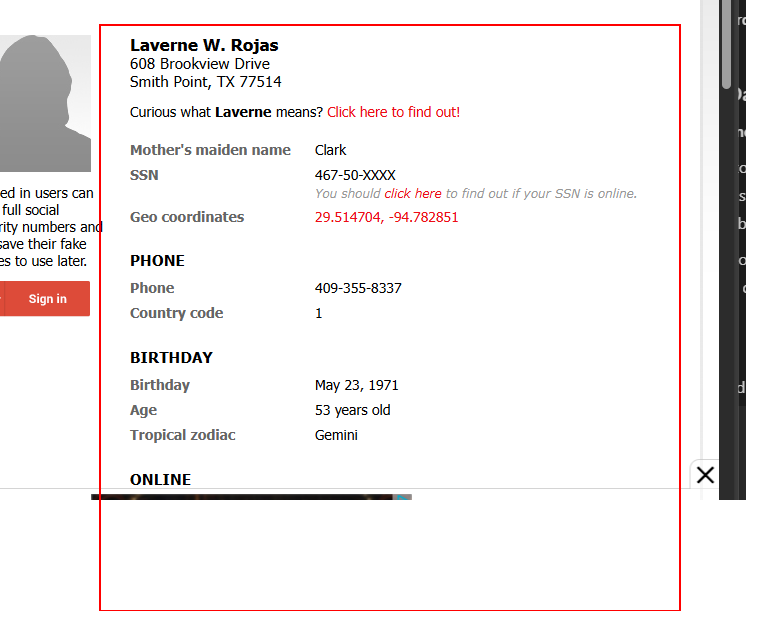 Laverne W. Rojas
608 Brookview Drive
Smith Point, TX 77514
Curious what Laverne means? Click here to find out!
Mother's maiden name Clark
SSN 467-50-XXXX
You should click here to find out if your SSN is online.
Geo coordinates 29.514704, -94.782851
PHONE
Phone 409-355-8337
Country code 1
BIRTHDAY
Birthday May 23, 1971
Age 53 years old
Tropical zodiac Gemini
ONLINE
ed in users can
full social
rity numbers and
save their fake
es to use later.
Sign in